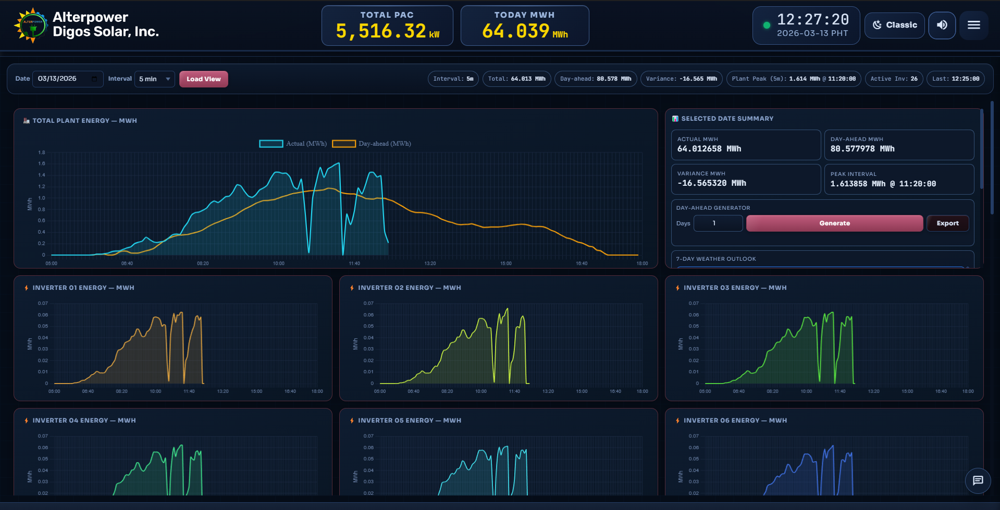 Alterpower
Digos Solar, Inc.
ALTERPOWER
TOTAL PAC
5,516.32 kW
TODAY MWH
64.039 MWh
12:27:20
2026-03-13 PHT
Classic
Date 03/13/2026 Interval 5 min Load View
Interval: 5m
Total: 64.013 MWh
Day-ahead: 80.578 MWh
Variance: -16.565 MWh
Plant Peak (5m): 1.614 MWh @ 11:20:00
Active Inv: 26
Last: 12:25:00
TOTAL PLANT ENERGY — MWH
Actual (MWh) Day-ahead (MWh)
1.8
1.6
1.4
1.2
1.0
0.8
0.6
0.4
0.2
0
MWh
05:00 06:40 08:20 10:00 11:40 13:20 15:00 16:40 18:00
SELECTED DATE SUMMARY
ACTUAL MWH
64.012658 MWh
DAY-AHEAD MWH
80.577978 MWh
VARIANCE MWH
-16.565320 MWh
PEAK INTERVAL
1.613858 MWh @ 11:20:00
DAY-AHEAD GENERATOR
Days 1 Generate Export
7-DAY WEATHER OUTLOOK
INVERTER 01 ENERGY — MWH
0.07
0.06
0.05
0.04
0.03
0.02
0.01
0
MWh
05:00 06:40 08:20 10:00 11:40 13:20 15:00 16:40 18:00
INVERTER 02 ENERGY — MWH
0.07
0.06
0.05
0.04
0.03
0.02
0.01
0
MWh
05:00 06:40 08:20 10:00 11:40 13:20 15:00 16:40 18:00
INVERTER 03 ENERGY — MWH
0.07
0.06
0.05
0.04
0.03
0.02
0.01
0
MWh
05:00 06:40 08:20 10:00 11:40 13:20 15:00 16:40 18:00
INVERTER 04 ENERGY — MWH
0.07
0.06
0.05
0.04
0.03
0.02
MWh
INVERTER 05 ENERGY — MWH
0.07
0.06
0.05
0.04
0.03
0.02
MWh
INVERTER 06 ENERGY — MWH
0.07
0.06
0.05
0.04
0.03
0.02
MWh